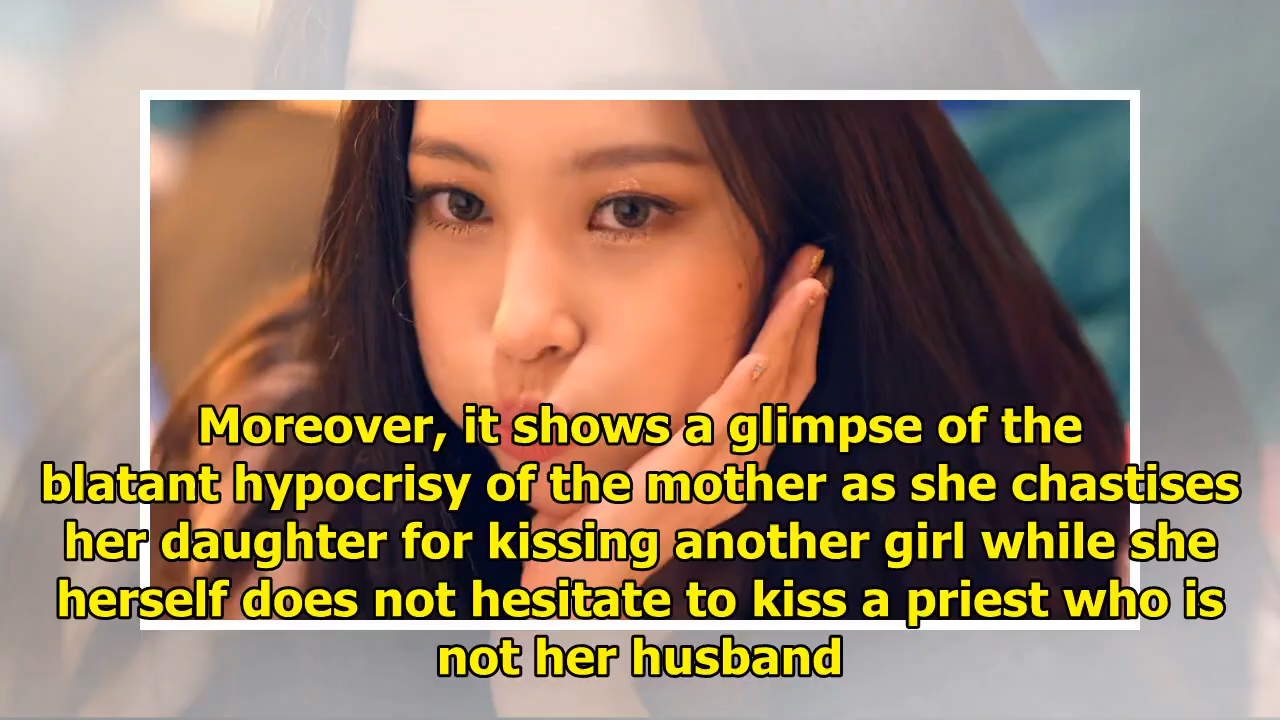 Moreover, it shows a glimpse of the
blatant hypocrisy of the mother as she chastises
her daughter for kissing another girl while she
herself does not hesitate to kiss a priest who is
not her husband